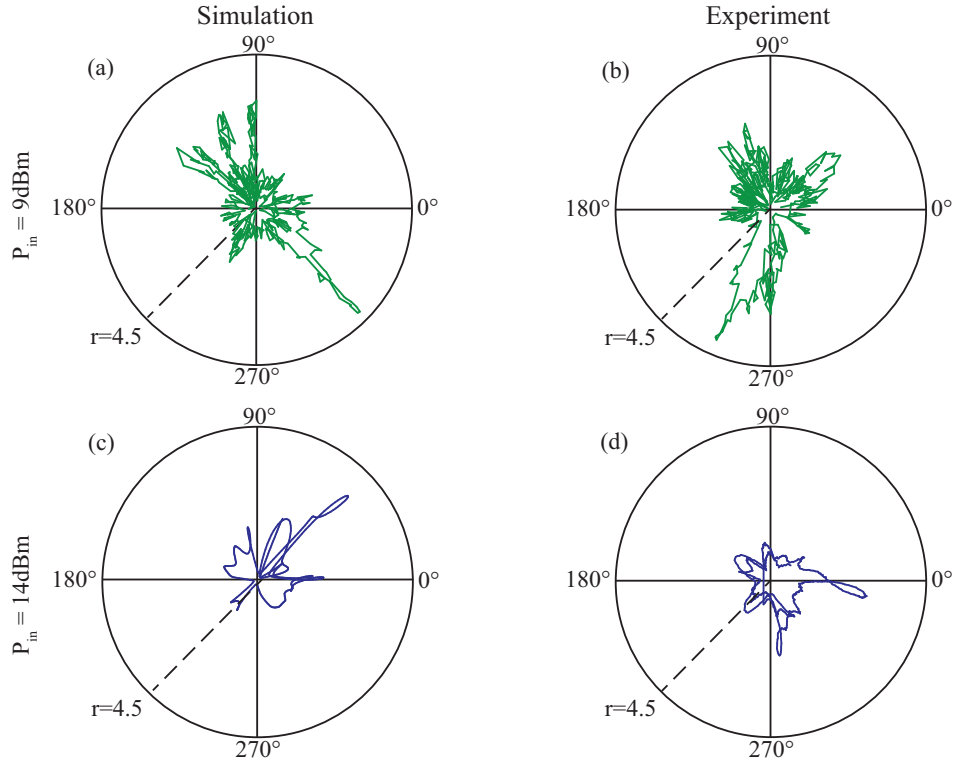 Simulation
Experiment
(a)
90°
180°
0°
r=4.5
270°
(b)
90°
180°
0°
r=4.5
270°
P_in = 9dBm
(c)
90°
180°
0°
r=4.5
270°
(d)
90°
180°
0°
r=4.5
270°
P_in = 14dBm